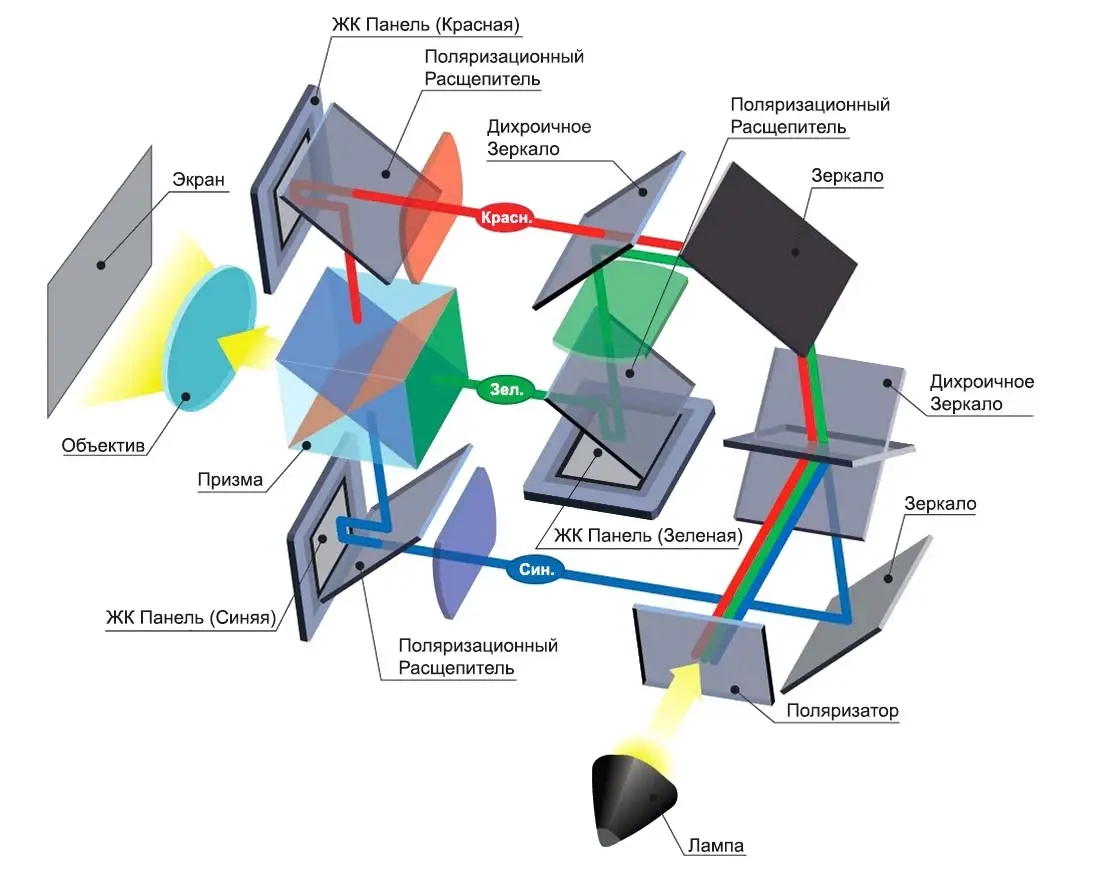 ЖК Панель (Красная)
Поляризационный
Расщепитель
Поляризационный
Расщепитель
Дихроичное
Зеркало
Экран
Зеркало
Красн.
Зел.
Дихроичное
Зеркало
Объектив
Призма
Зеркало
ЖК Панель (Зеленая)
Син.
ЖК Панель (Синяя)
Поляризационный
Расщепитель
Поляризатор
Лампа